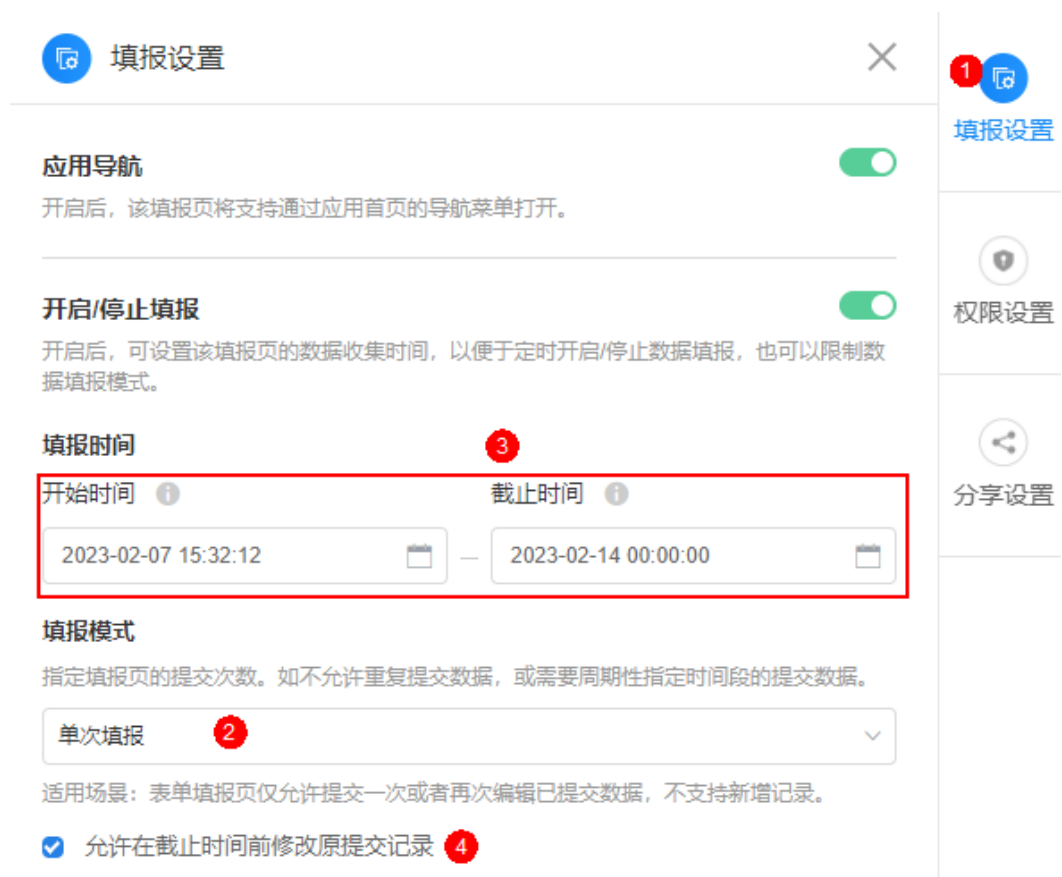 填报设置
1
填报设置
应用导航
开启后，该填报页将支持通过应用首页的导航菜单打开。
权限设置
开启/停止填报
开启后，可设置该填报页的数据收集时间，以便于定时开启/停止数据填报，也可以限制数
据填报模式。
填报时间
3
开始时间
截止时间
分享设置
2023-02-07 15:32:12
—
2023-02-14 00:00:00
填报模式
指定填报页的提交次数。如不允许重复提交数据，或需要周期性指定时间段的提交数据。
单次填报
2
适用场景：表单填报页仅允许提交一次或者再次编辑已提交数据，不支持新增记录。
允许在截止时间前修改原提交记录
4